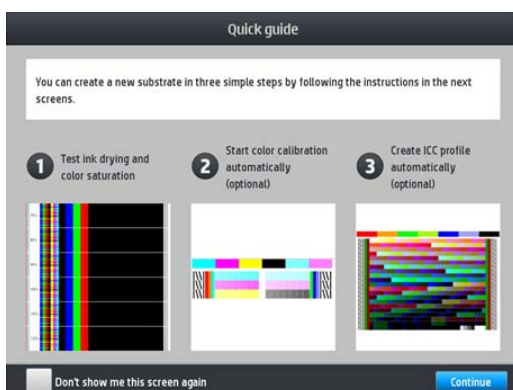 Quick guide
You can create a new substrate in three simple steps by following the instructions in the next
screens.
1 Test ink drying and
color saturation
2 Start color calibration
automatically
(optional)
3 Create ICC profile
automatically
(optional)
Don't show me this screen again
Continue